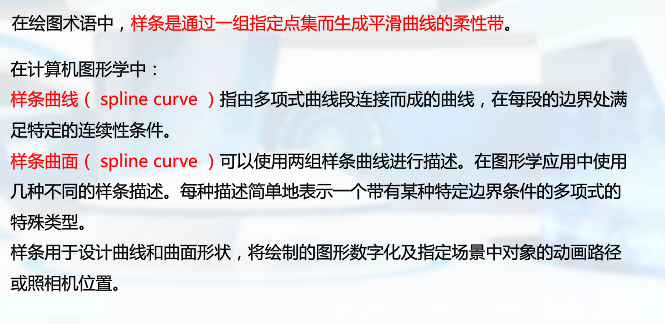 在绘图术语中，样条是通过一组指定点集而生成平滑曲线的柔性带。
在计算机图形学中：
样条曲线（ spline curve ）指由多项式曲线段连接而成的曲线，在每段的边界处满
足特定的连续性条件。
样条曲面（ spline curve ）可以使用两组样条曲线进行描述。在图形学应用中使用
几种不同的样条描述。每种描述简单地表示一个带有某种特定边界条件的多项式的
特殊类型。
样条用于设计曲线和曲面形状，将绘制的图形数字化及指定场景中对象的动画路径
或照相机位置。